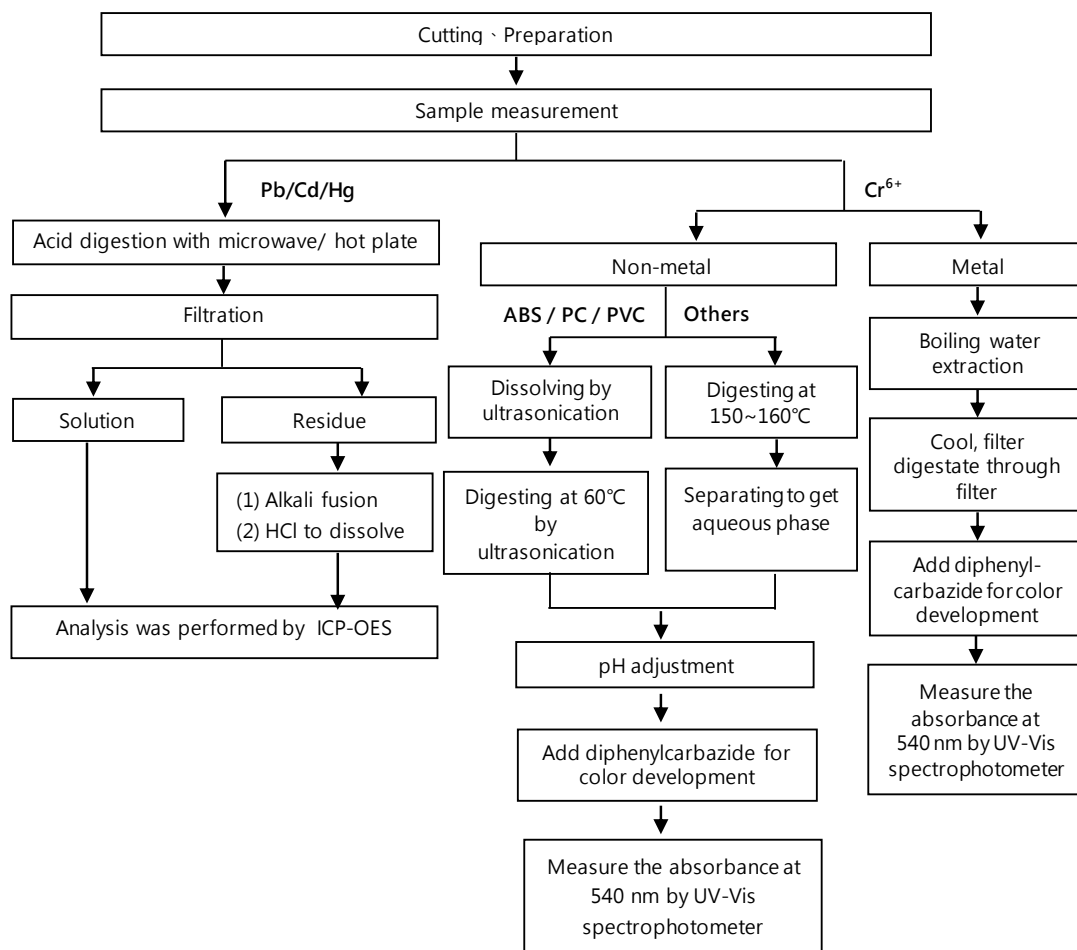 Cutting、Preparation
Sample measurement
Pb/Cd/Hg
Cr⁶⁺
Acid digestion with microwave/ hot plate
Filtration
Solution
Residue
(1) Alkali fusion
(2) HCl to dissolve
Analysis was performed by ICP-OES
Non-metal
ABS / PC / PVC
Others
Dissolving by
ultrasonication
Digesting at 60℃
by
ultrasonication
Digesting at
150~160℃
Separating to get
aqueous phase
pH adjustment
Add diphenylcarbazide for
color development
Measure the absorbance at
540 nm by UV-Vis
spectrophotometer
Metal
Boiling water
extraction
Cool, filter
digestate through
filter
Add diphenyl-
carbazide for color
development
Measure the
absorbance at
540 nm by UV-Vis
spectrophotometer